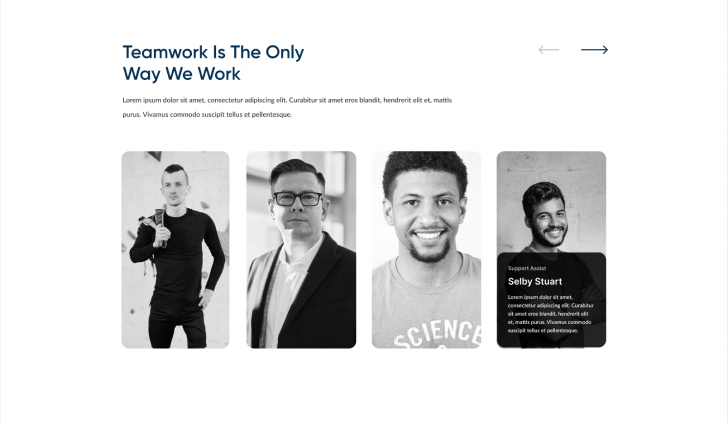 Teamwork Is The Only
Way We Work
Lorem ipsum dolor sit amet, consectetur adipiscing elit. Curabitur sit amet eros blandit, hendrerit elit et, mattis
purus. Vivamus commodo suscipit tellus et pellentesque.
SCIENCE
Support Assist
Selby Stuart
Lorem ipsum dolor sit amet,
consectetur adipiscing elit. Curabitur
sit amet eros blandit, hendrerit elit
et, mattis purus. Vivamus commodo
suscipit tellus et pellentesque.